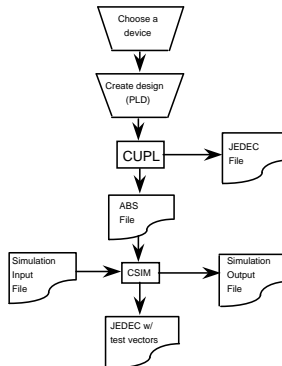 Choose a
device
Create design
(PLD)
CUPL
JEDEC
File
ABS
File
Simulation
Input
File
CSIM
Simulation
Output
File
JEDEC w/
test vectors